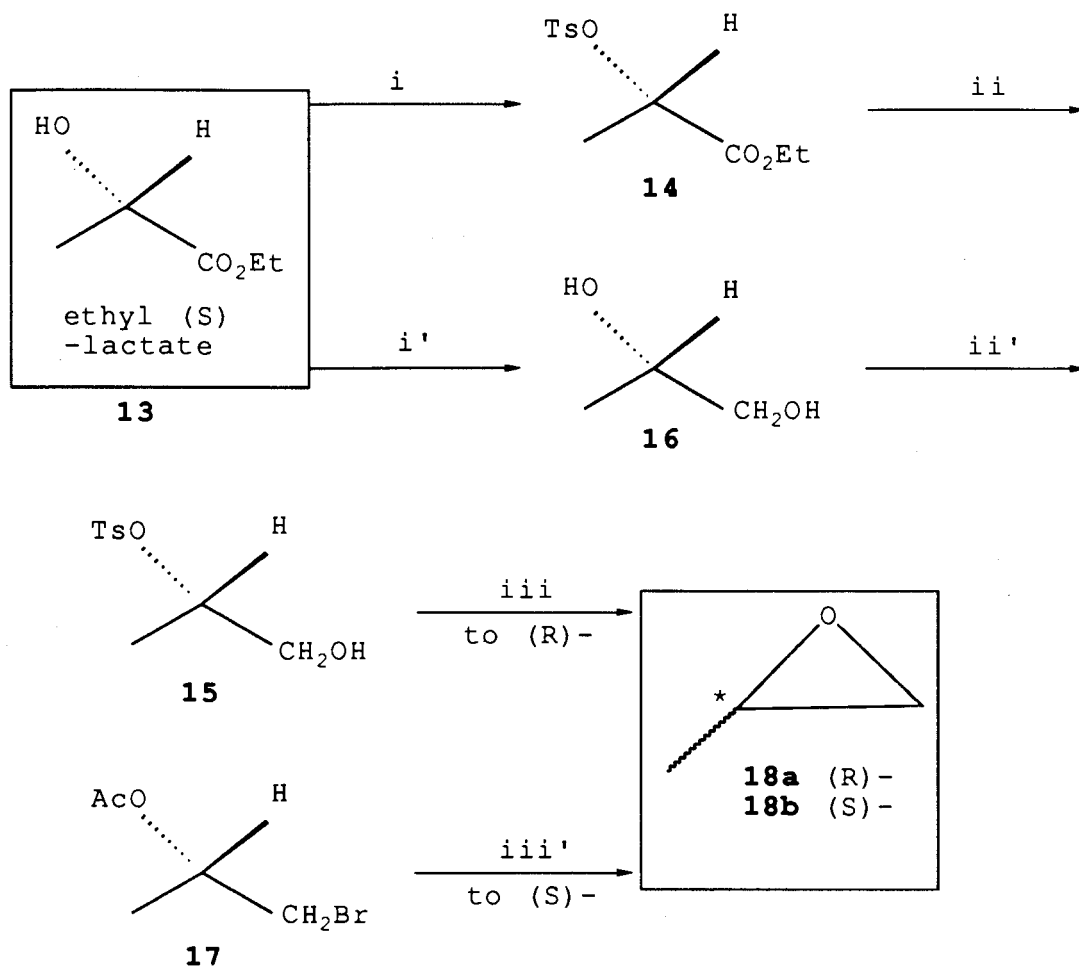 i
HO
H
CO₂Et
ethyl (S)
-lactate
13
TsO
H
CO₂Et
14
ii
i'
HO
H
CH₂OH
16
ii'
TsO
H
CH₂OH
15
iii
to (R)-
AcO
H
CH₂Br
17
iii'
to (S)-
O
*
18a (R)-
18b (S)-